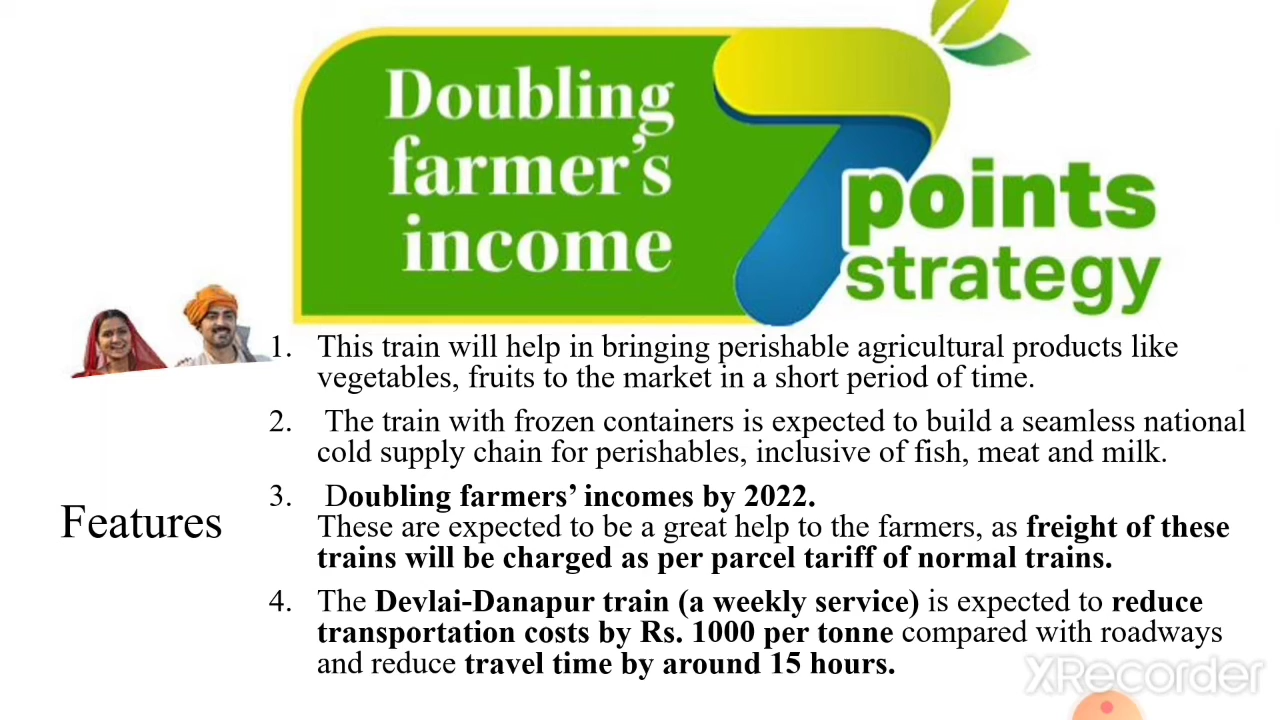 Doubling
farmer's
income
7
points
strategy
Features
1. This train will help in bringing perishable agricultural products like
vegetables, fruits to the market in a short period of time.
2. The train with frozen containers is expected to build a seamless national
cold supply chain for perishables, inclusive of fish, meat and milk.
3. Doubling farmers’ incomes by 2022.
These are expected to be a great help to the farmers, as freight of these
trains will be charged as per parcel tariff of normal trains.
4. The Devlai-Danapur train (a weekly service) is expected to reduce
transportation costs by Rs. 1000 per tonne compared with roadways
and reduce travel time by around 15 hours.
XRecorder